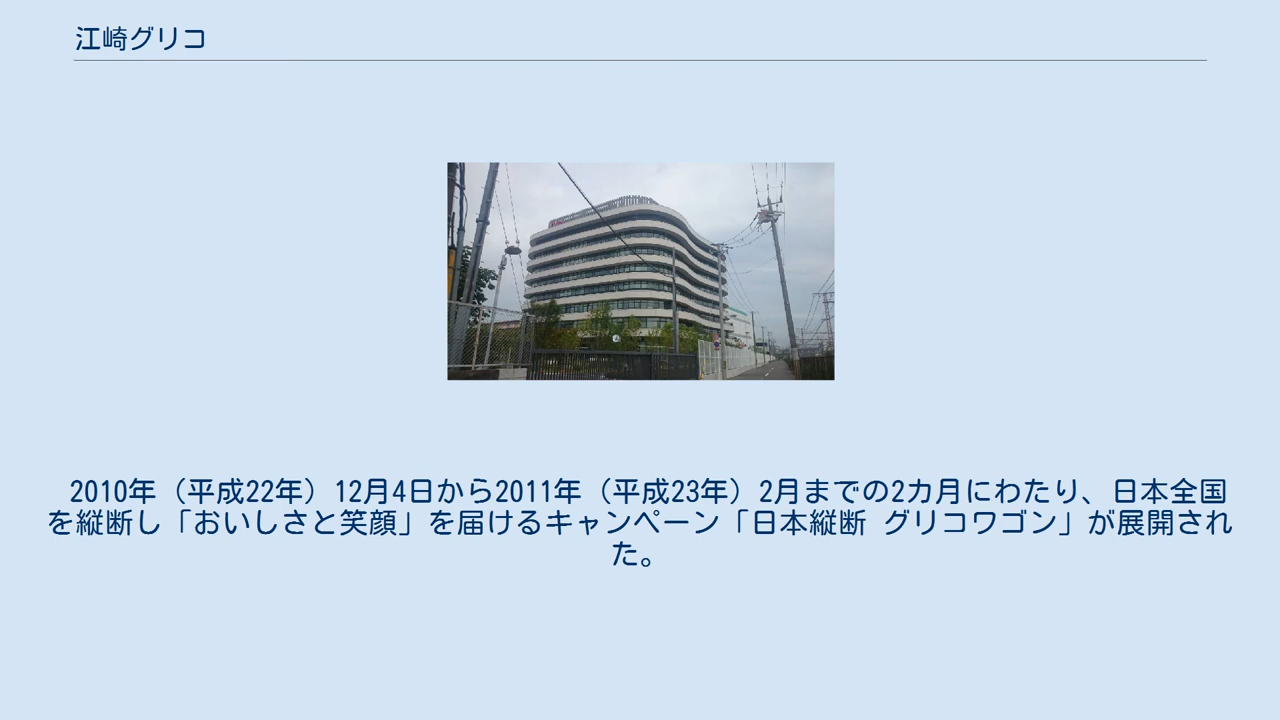 江崎グリコ
2010年（平成22年）12月4日から2011年（平成23年）2月までの2カ月にわたり、日本全国
を縦断し「おいしさと笑顔」を届けるキャンペーン「日本縦断 グリコワゴン」が展開され
た。